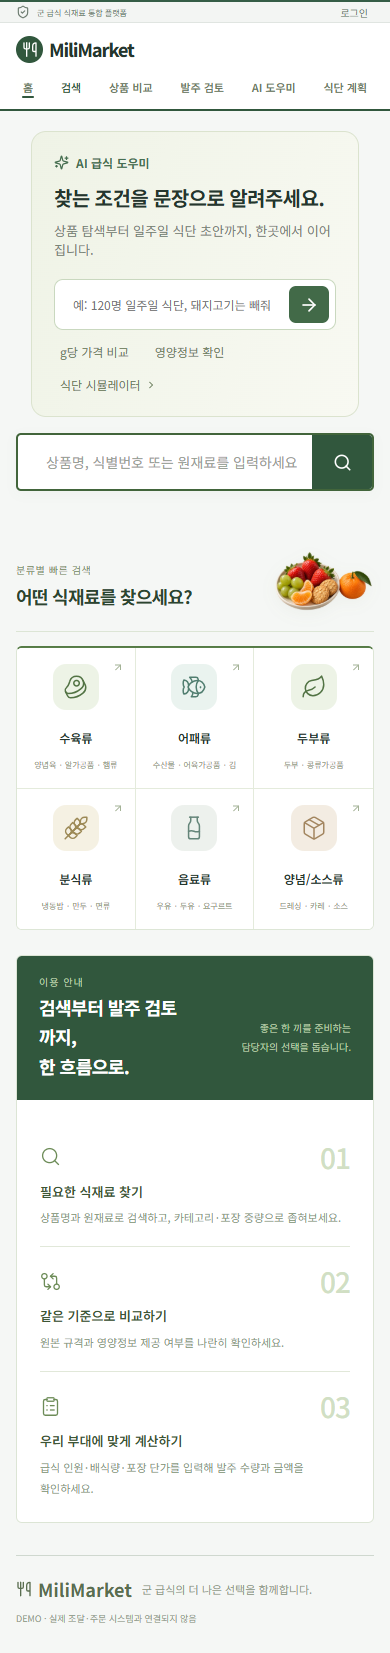 군 급식 식재료 통합 플랫폼
로그인
MiliMarket
홈 검색 상품 비교 발주 검토 AI 도우미 식단 계획
AI 급식 도우미
찾는 조건을 문장으로 알려주세요.
상품 탐색부터 일주일 식단 초안까지, 한곳에서 이어
집니다.
예: 120명 일주일 식단, 돼지고기는 빼줘
g당 가격 비교 영양정보 확인
식단 시뮬레이터
상품명, 식별번호 또는 원재료를 입력하세요
분류별 빠른 검색
어떤 식재료를 찾으세요?
수육류 어패류 두부류
양념육 · 알가공품 · 햄류 수산물 · 어육가공품 · 김 두부 · 콩류가공품
분식류 음료류 양념/소스류
냉동밥 · 만두 · 면류 우유 · 두유 · 요구르트 드레싱 · 카레 · 소스
이용 안내
검색부터 발주 검토
까지,
한 흐름으로.
좋은 한 끼를 준비하는
담당자의 선택을 돕습니다.
01
필요한 식재료 찾기
상품명과 원재료로 검색하고, 카테고리·포장 중량으로 좁혀보세요.
02
같은 기준으로 비교하기
원본 규격과 영양정보 제공 여부를 나란히 확인하세요.
03
우리 부대에 맞게 계산하기
급식 인원·배식량·포장 단가를 입력해 발주 수량과 금액을
확인하세요.
MiliMarket 군 급식의 더 나은 선택을 함께합니다.
DEMO · 실제 조달·주문 시스템과 연결되지 않음